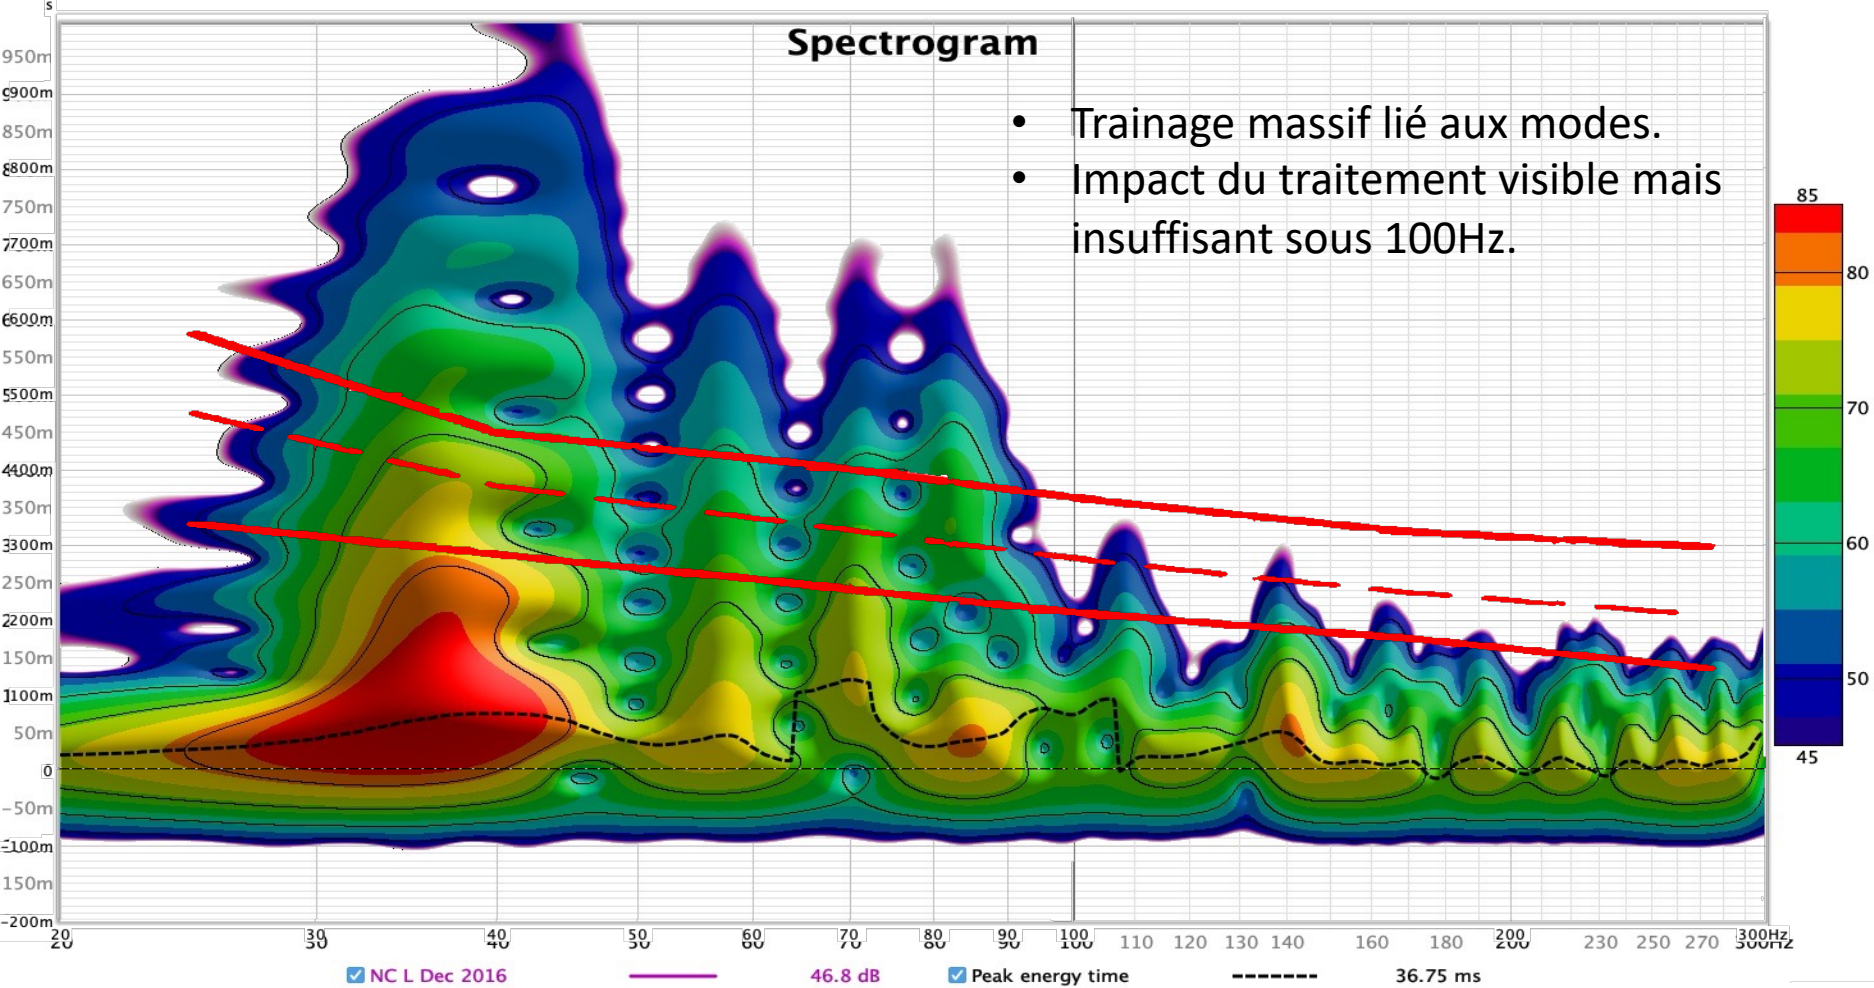 s
Spectrogram
• Trainage massif lié aux modes.
• Impact du traitement visible mais
insuffisant sous 100Hz.
950m
900m
850m
800m
750m
700m
650m
600m
550m
500m
450m
400m
350m
300m
250m
200m
150m
100m
50m
0
-50m
-100m
150m
-200m
85
80
70
60
50
45
20 30 40 50 60 70 80 90 100 110 120 130 140 160 180 200 230 250 270 300Hz
NC L Dec 2016 46.8 dB Peak energy time 36.75 ms